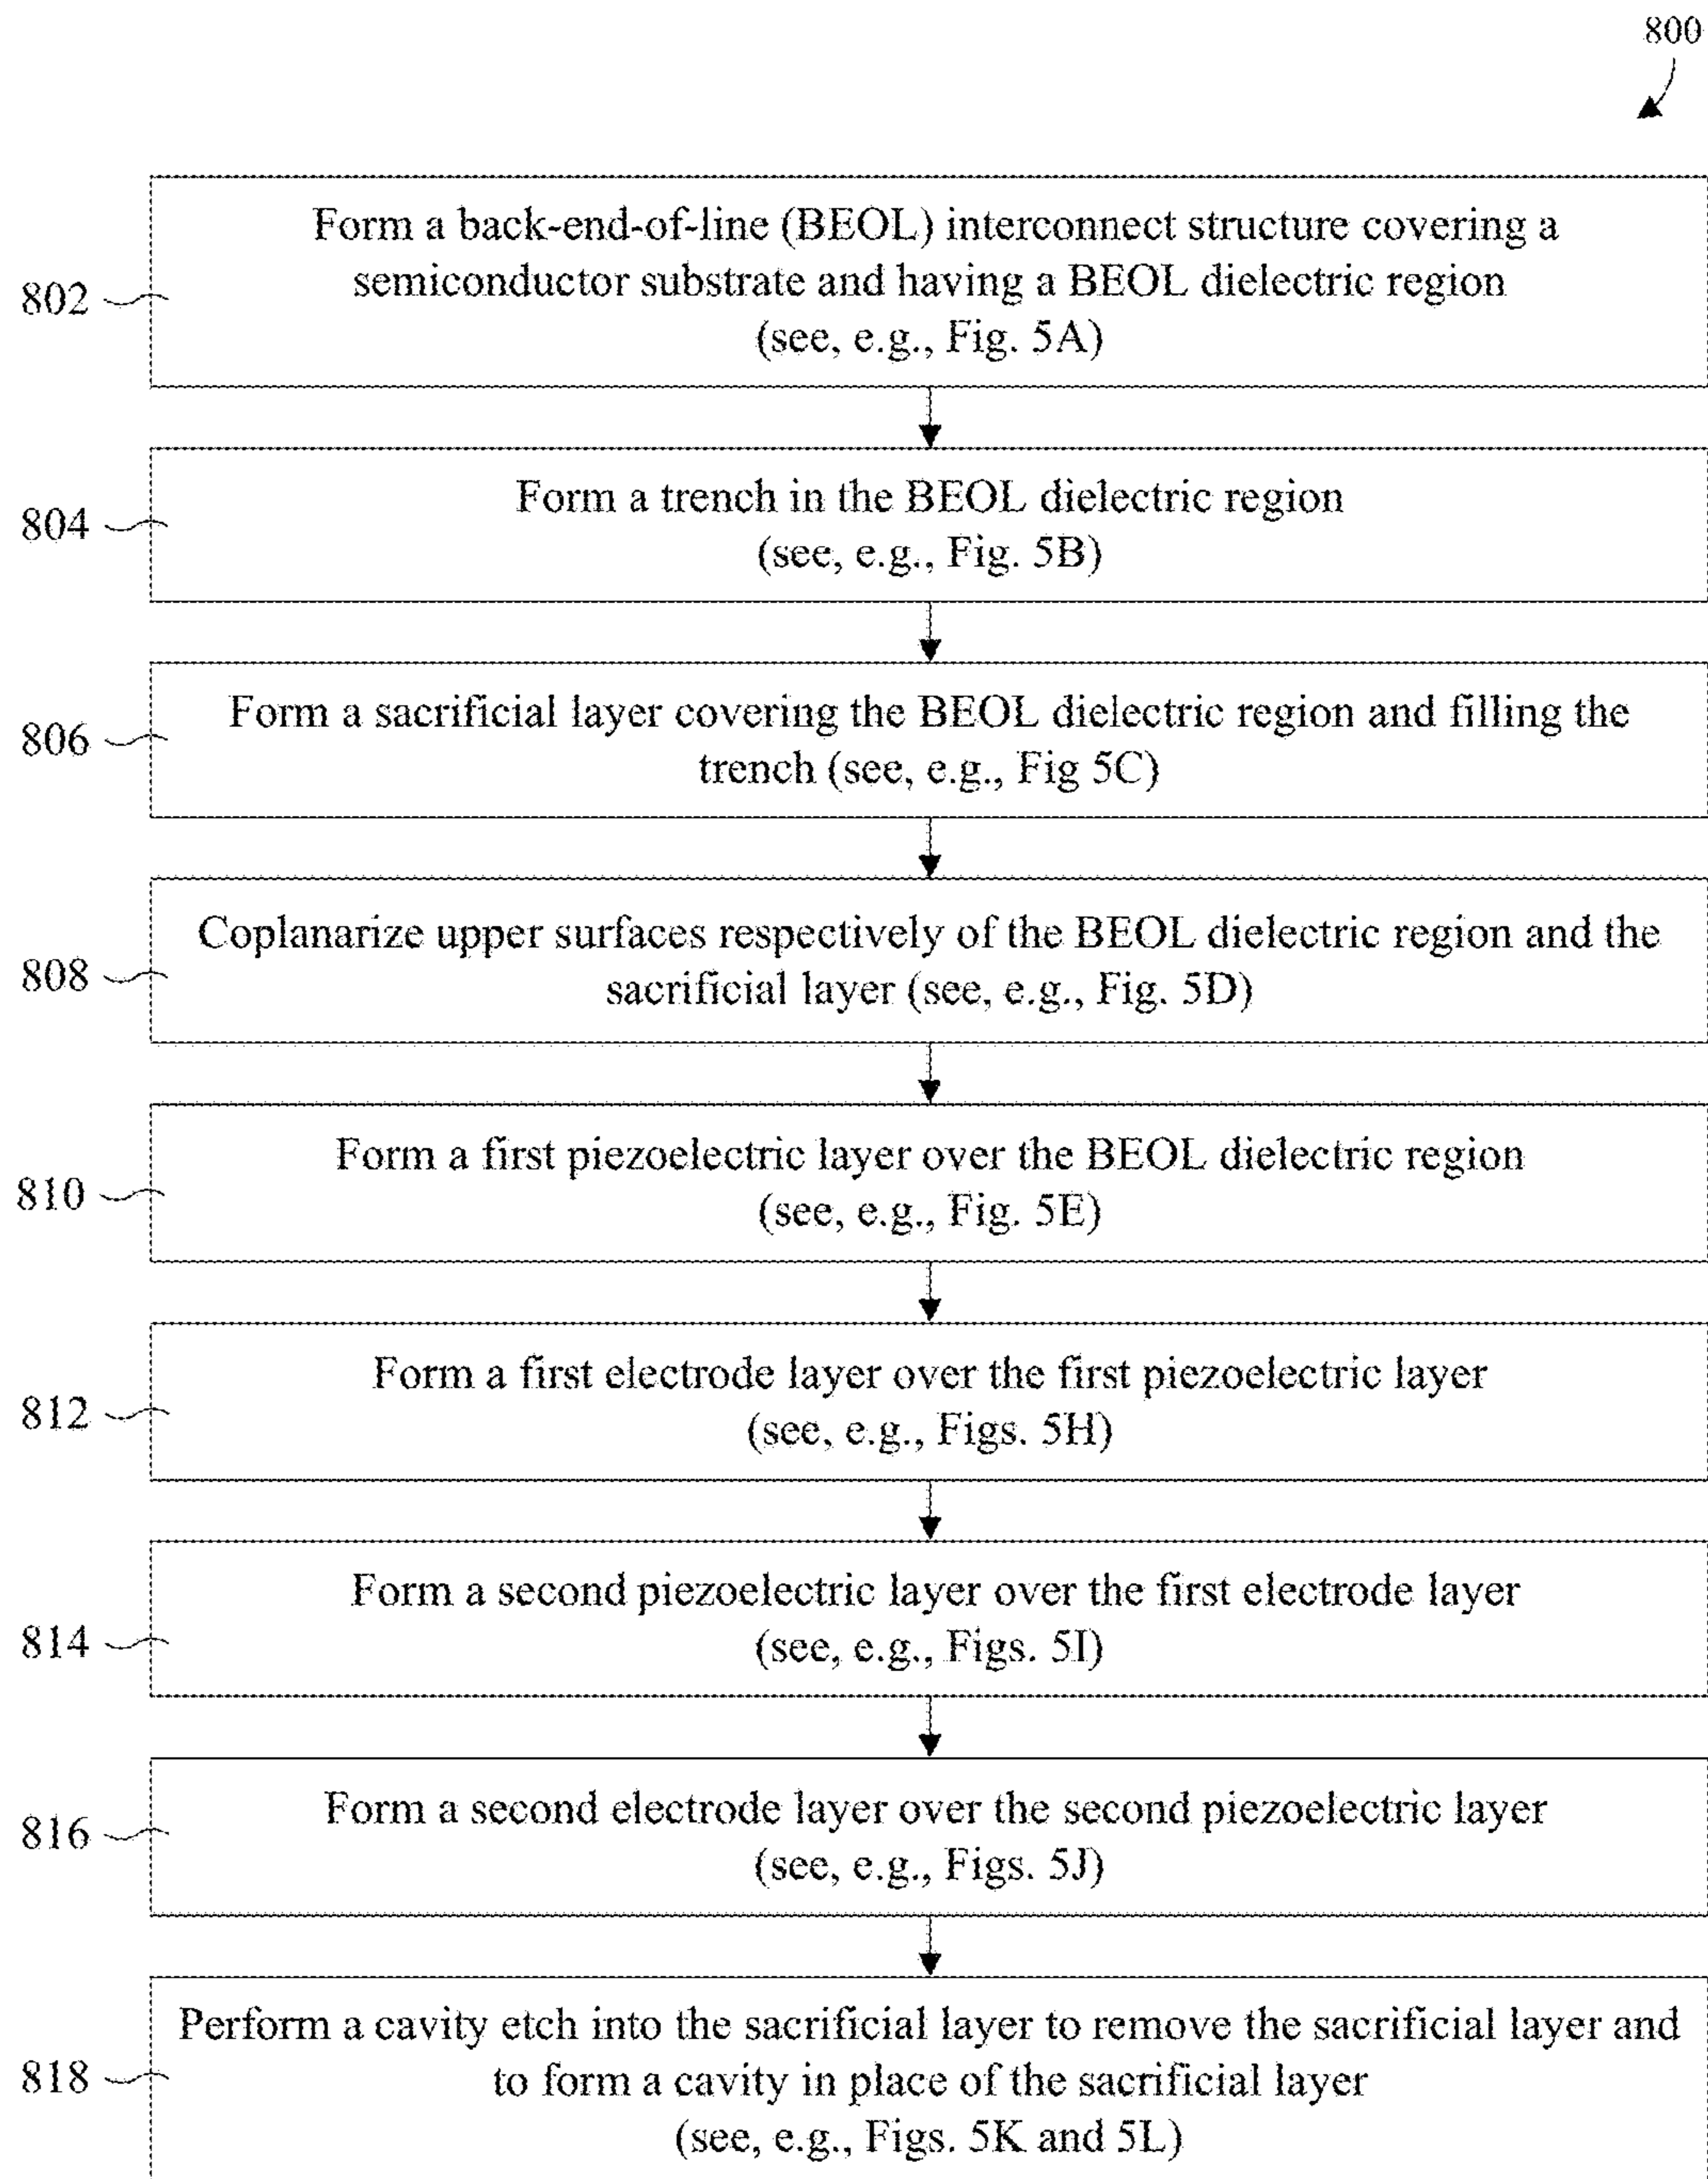 800
Form a back-end-of-line (BEOL) interconnect structure covering a
semiconductor substrate and having a BEOL dielectric region
802
(see, e.g., Fig. 5A)
Form a trench in the BEOL dielectric region
804
(see, e.g., Fig. 5B)
Form a sacrificial layer covering the BEOL dielectric region and filling the
806
trench (see, e.g., Fig 5C)
Coplanarize upper surfaces respectively of the BEOL dielectric region and the
808
sacrificial layer (see, e.g., Fig. 5D)
Form a first piezoelectric layer over the BEOL dielectric region
810
(see, e.g., Fig. 5E)
Form a first electrode layer over the first piezoelectric layer
812
(see, e.g., Figs. 5H)
Form a second piezoelectric layer over the first electrode layer
814
(see, e.g., Figs. 5I)
Form a second electrode layer over the second piezoelectric layer
816
(see, e.g., Figs. 5J)
Perform a cavity etch into the sacrificial layer to remove the sacrificial layer and
818
to form a cavity in place of the sacrificial layer
(see, e.g., Figs. 5K and 5L)